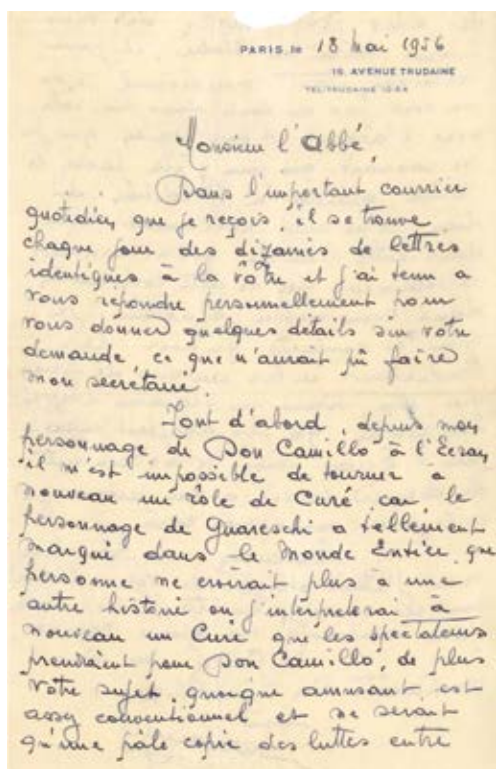 PARIS, le 18 Mai 1956
16, AVENUE TRUDAINE
TEL: TRUDAINE
Monsieur l'Abbé,
Dans l'important courrier
quotidien, que je reçois, il se trouve
chaque jour des dizaines de lettres
identiques à la vôtre et j'ai tenu a
vous répondre personnellement pour
vous donner quelques détails sur votre
demande, ce que n'aurait pû faire
mon secrétaire.
Tout d'abord, depuis mon
personnage de Don Camillo à l'Ecran,
il m'est impossible de tourner à
nouveau un rôle de Curé car le
personnage de Guareschi a tellement
marqué dans le Monde Entier que
personne ne croirait plus à une
autre histoire ou j'interpreterai à
nouveau un Curé que les spectateurs
prendraient pour Don Camillo, de plus
votre sujet, quoique amusant, est
assez conventionnel et ne serait
qu'une pâle copie des luttes entre